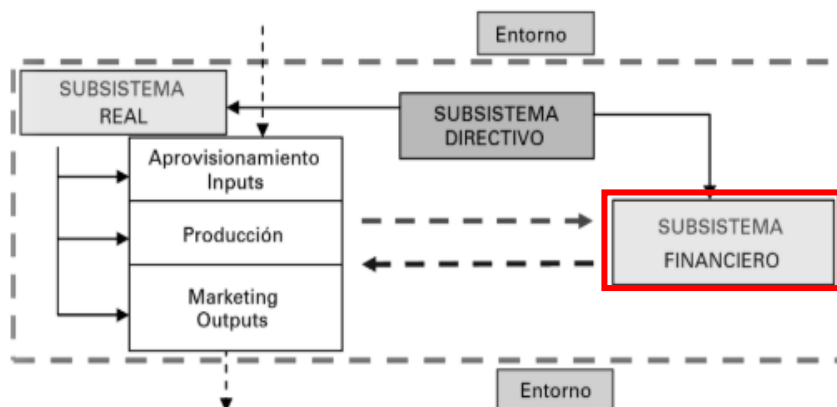 Entorno
SUBSISTEMA
REAL
SUBSISTEMA
DIRECTIVO
Aprovisionamiento
Inputs
Producción
Marketing
Outputs
SUBSISTEMA
FINANCIERO
Entorno